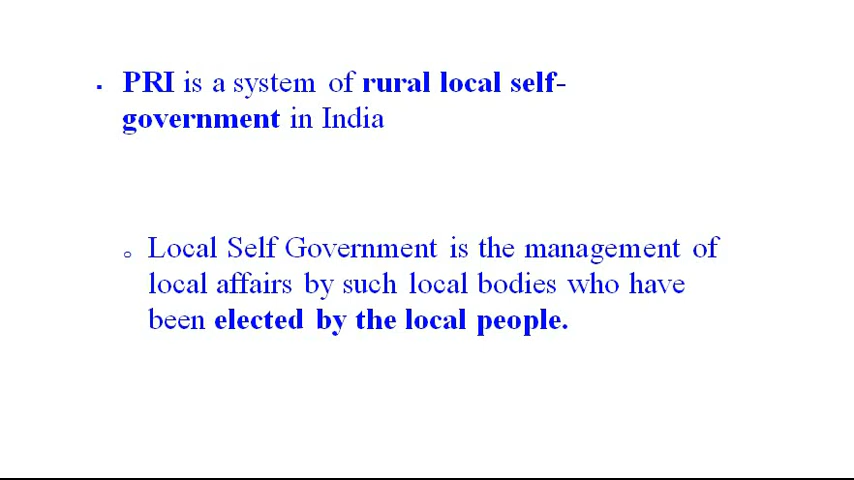 ▪ PRI is a system of rural local self-
government in India
o Local Self Government is the management of
local affairs by such local bodies who have
been elected by the local people.